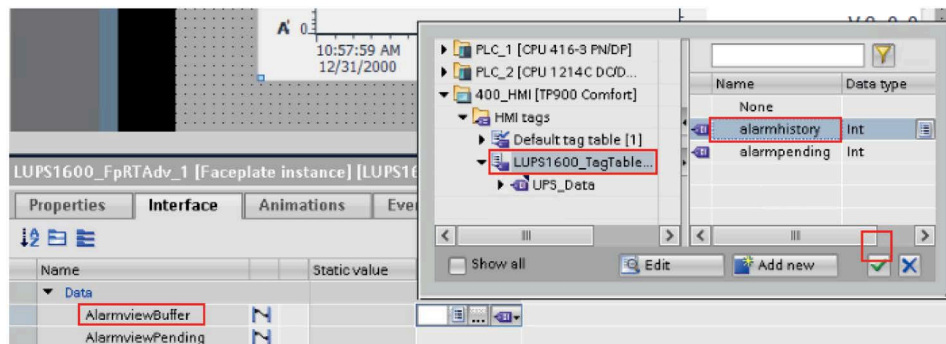 A
0.3
10:57:59 AM
12/31/2000
PLC_1 [CPU 416-3 PN/DP]
PLC_2 [CPU 1214C DC/D...
400_HMI [TP900 Comfort]
HMI tags
Default tag table [1]
LUPS1600_TagTable...
UPS_Data
Name Data type
None
alarmhistory Int
alarmpending Int
Show all
Edit
Add new
LUPS1600_FpRTAdv_1 [Faceplate instance] [LUPS16
Properties Interface Animations Eve
Name Static value
Data
AlarmviewBuffer
AlarmviewPending